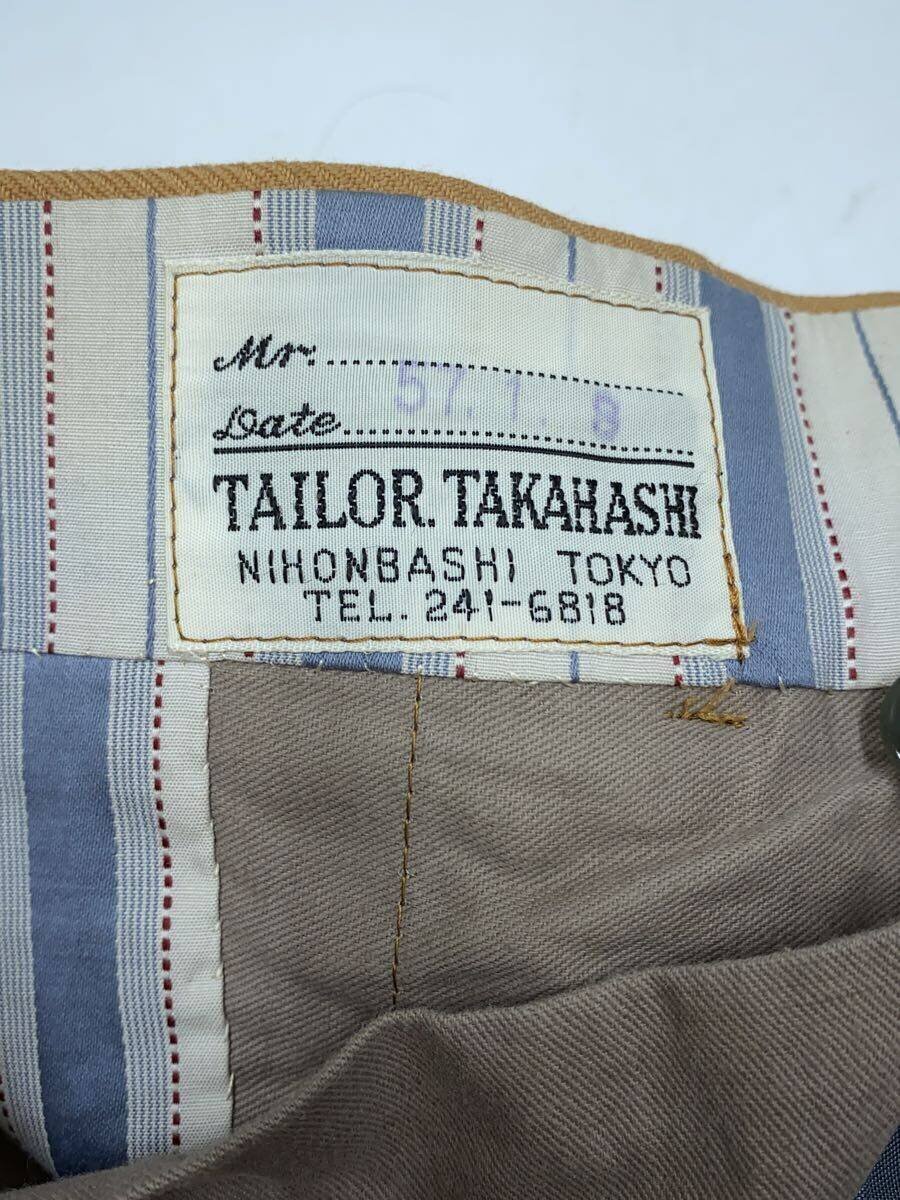 Mr.
57. 1. 8
Date
TAILOR. TAKAHASHI
NIHONBASHI TOKYO
TEL. 241-6818